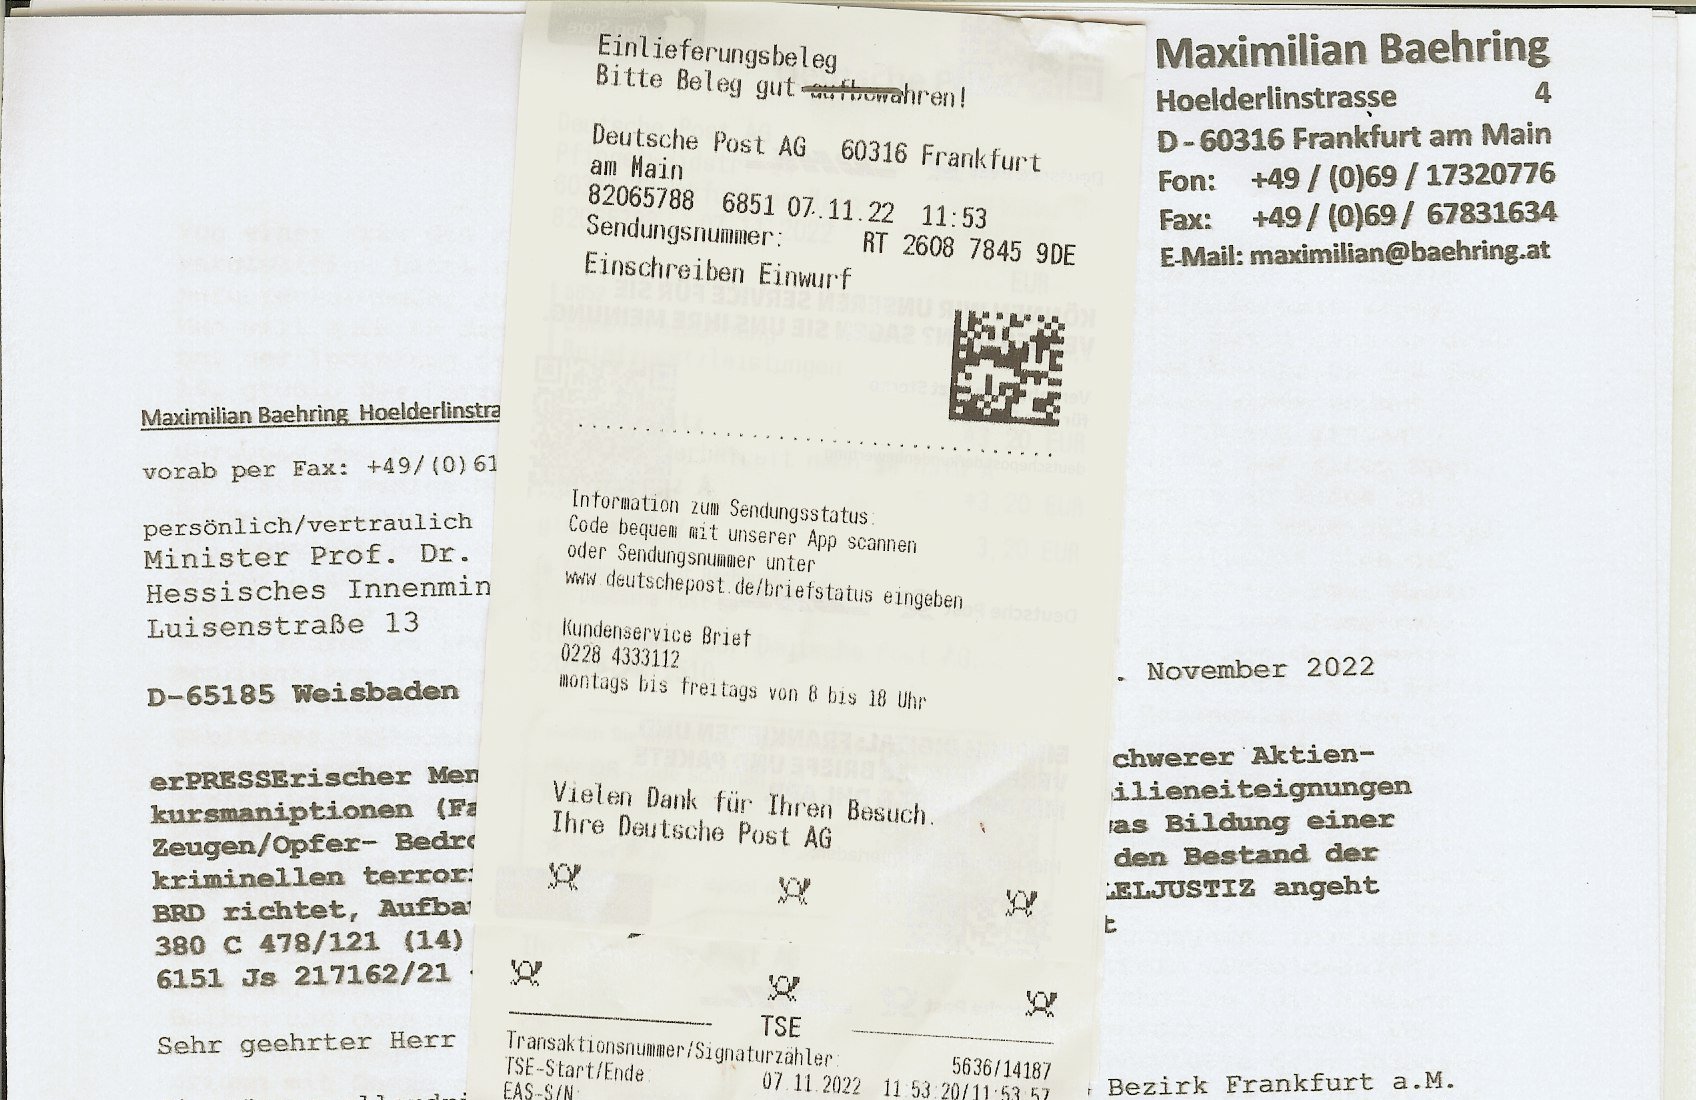 Einlieferungsbeleg
Bitte Beleg gut aufbewahren!
Deutsche Post AG 60316 Frankfurt
am Main
82065788 6851 07.11.22 11:53
Sendungsnummer: RT 2608 7845 9DE
Einschreiben Einwurf
Information zum Sendungsstatus:
Code bequem mit unserer App scannen
oder Sendungsnummer unter
www.deutschepost.de/briefstatus eingeben
Kundenservice Brief
0228 4333112
montags bis freitags von 8 bis 18 Uhr
Vielen Dank für Ihren Besuch.
Ihre Deutsche Post AG
TSE
Transaktionsnummer/Signaturzähler: 5636/14187
TSE-Start/Ende: 07.11.2022 11:53:20/11:53:57
EAS-S/N:
Maximilian Baehring
Hoelderlinstrasse 4
D - 60316 Frankfurt am Main
Fon: +49 / (0)69 / 17320776
Fax: +49 / (0)69 / 67831634
E-Mail: maximilian@baehring.at
Maximilian Baehring Hoelderlinstra
vorab per Fax: +49/(0)61
persönlich/vertraulich
Minister Prof. Dr.
Hessisches Innenmin
Luisenstraße 13
D-65185 Weisbaden
. November 2022
erPRESSErischer Men chwerer Aktien-
kursmaniptionen (Fa ilieneiteignungen
Zeugen/Opfer- Bedro as Bildung einer
kriminellen terror den Bestand der
BRD richtet, Aufba ELJUSTIZ angeht
380 C 478/121 (14) t
6151 Js 217162/21
Sehr geehrter Herr
Bezirk Frankfurt a.M.